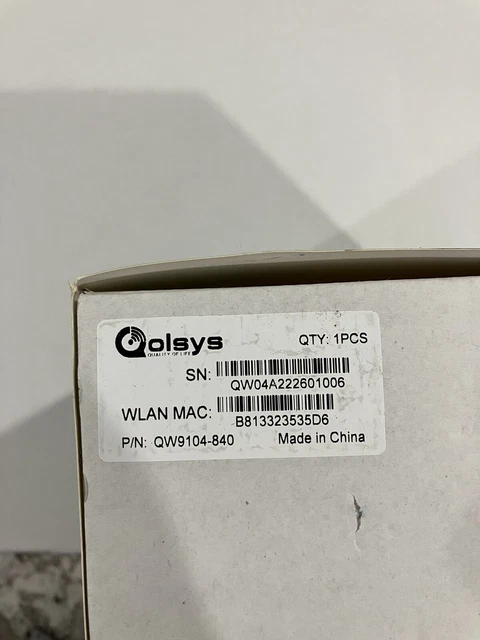 Qolsys
QUALITY OF LIFE
QTY: 1PCS
SN:
QW04A222601006
WLAN MAC:
B813323535D6
P/N: QW9104-840 Made in China